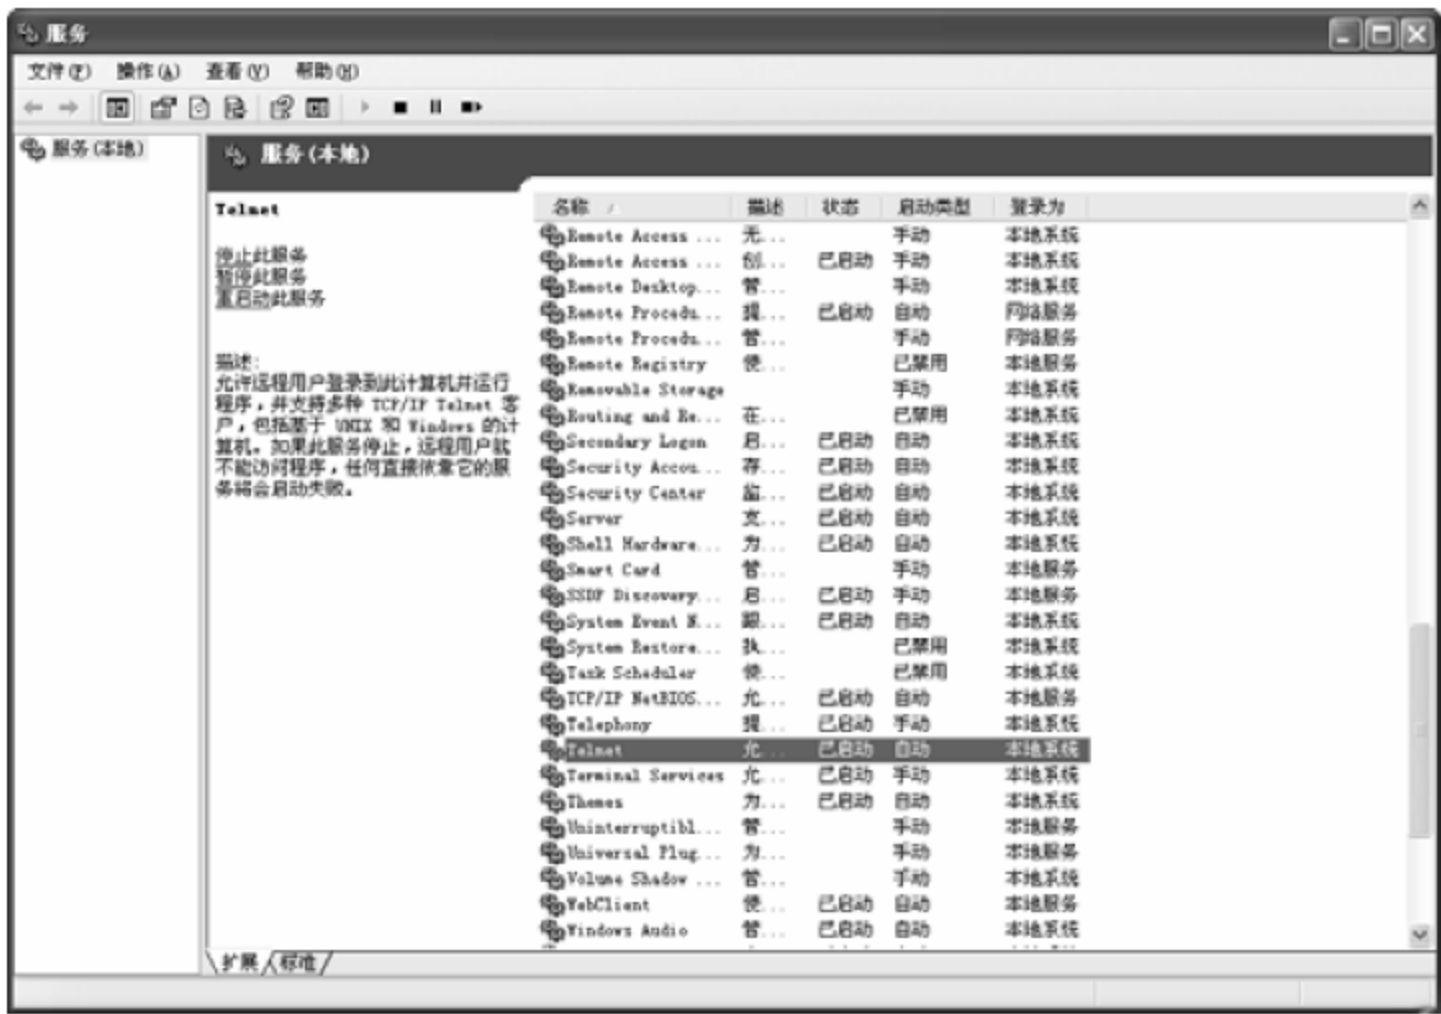 服务
文件(F) 操作(A) 查看(V) 帮助(H)
服务(本地)
服务(本地)
Telnet
停止此服务
暂停此服务
重启动此服务
描述:
允许远程用户登录到此计算机并运行
程序,并支持多种 TCP/IP Telnet 客
户,包括基于 UNIX 和 Windows 的计
算机。如果此服务停止,远程用户就
不能访问程序,任何直接依靠它的服
务将会启动失败。
名称 描述 状态 启动类型 登录为
Remote Access ... 无... 手动 本地系统
Remote Access ... 创... 已启动 手动 本地系统
Remote Desktop... 管... 手动 本地系统
Remote Procedu... 提... 已启动 自动 网络服务
Remote Procedu... 管... 手动 网络服务
Remote Registry 使... 已禁用 本地服务
Removable Storage 手动 本地系统
Routing and Re... 在... 已禁用 本地系统
Secondary Logon 启... 已启动 自动 本地系统
Security Accou... 存... 已启动 自动 本地系统
Security Center 监... 已启动 自动 本地系统
Server 支... 已启动 自动 本地系统
Shell Hardware... 为... 已启动 自动 本地系统
Smart Card 管... 手动 本地服务
SSDP Discovery... 启... 已启动 手动 本地服务
System Event N... 跟... 已启动 自动 本地系统
System Restore... 执... 已禁用 本地系统
Task Scheduler 使... 已禁用 本地系统
TCP/IP NetBIOS... 允... 已启动 自动 本地服务
Telephony 提... 已启动 手动 本地系统
Telnet 允... 已启动 自动 本地系统
Terminal Services 允... 已启动 手动 本地系统
Themes 为... 已启动 自动 本地系统
Uninterruptibl... 管... 手动 本地服务
Universal Plug... 为... 手动 本地服务
Volume Shadow ... 管... 手动 本地系统
WebClient 使... 已启动 自动 本地服务
Windows Audio 管... 已启动 自动 本地系统
扩展 标准